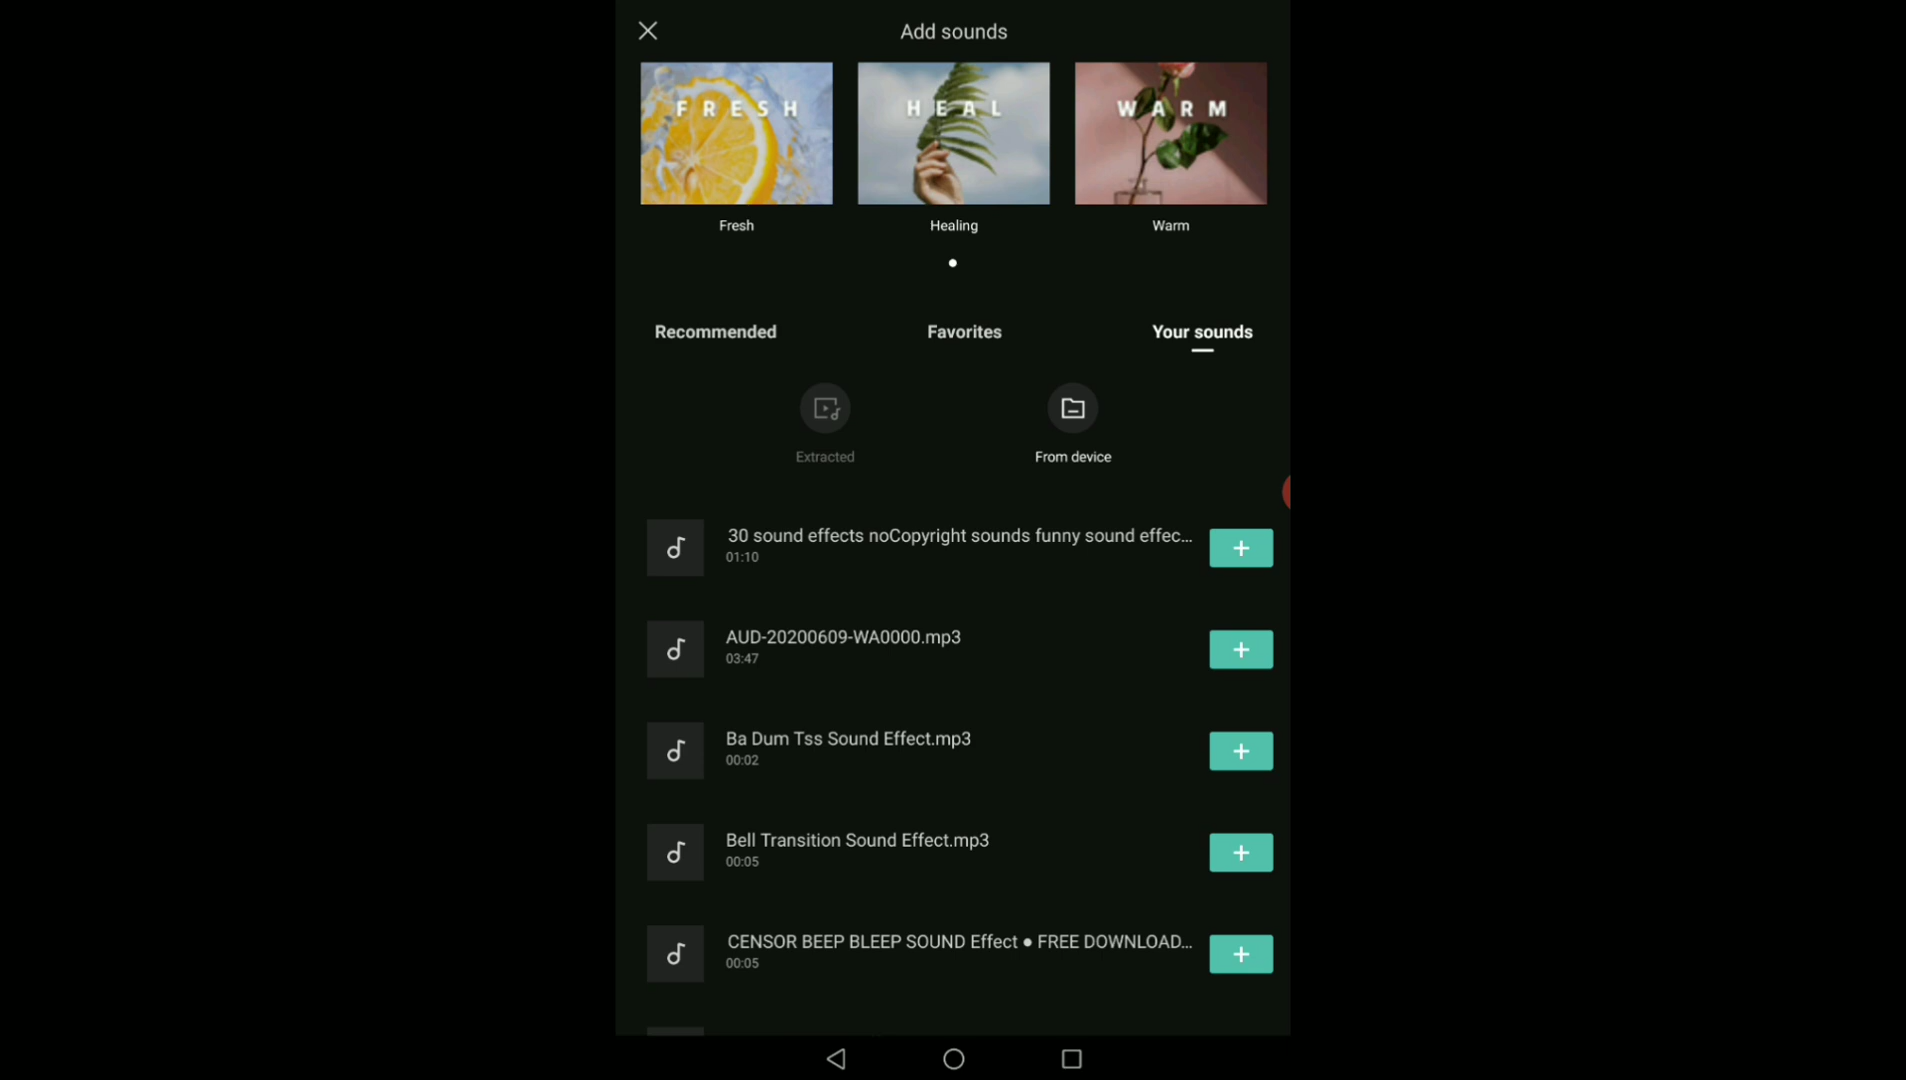 Add sounds
FRESH
HEAL
WARM
Fresh
Healing
Warm
Recommended
Favorites
Your sounds
Extracted
From device
30 sound effects noCopyright sounds funny sound effec...
01:10
AUD-20200609-WA0000.mp3
03:47
Ba Dum Tss Sound Effect.mp3
00:02
Bell Transition Sound Effect.mp3
00:05
CENSOR BEEP BLEEP SOUND Effect ● FREE DOWNLOAD...
00:05